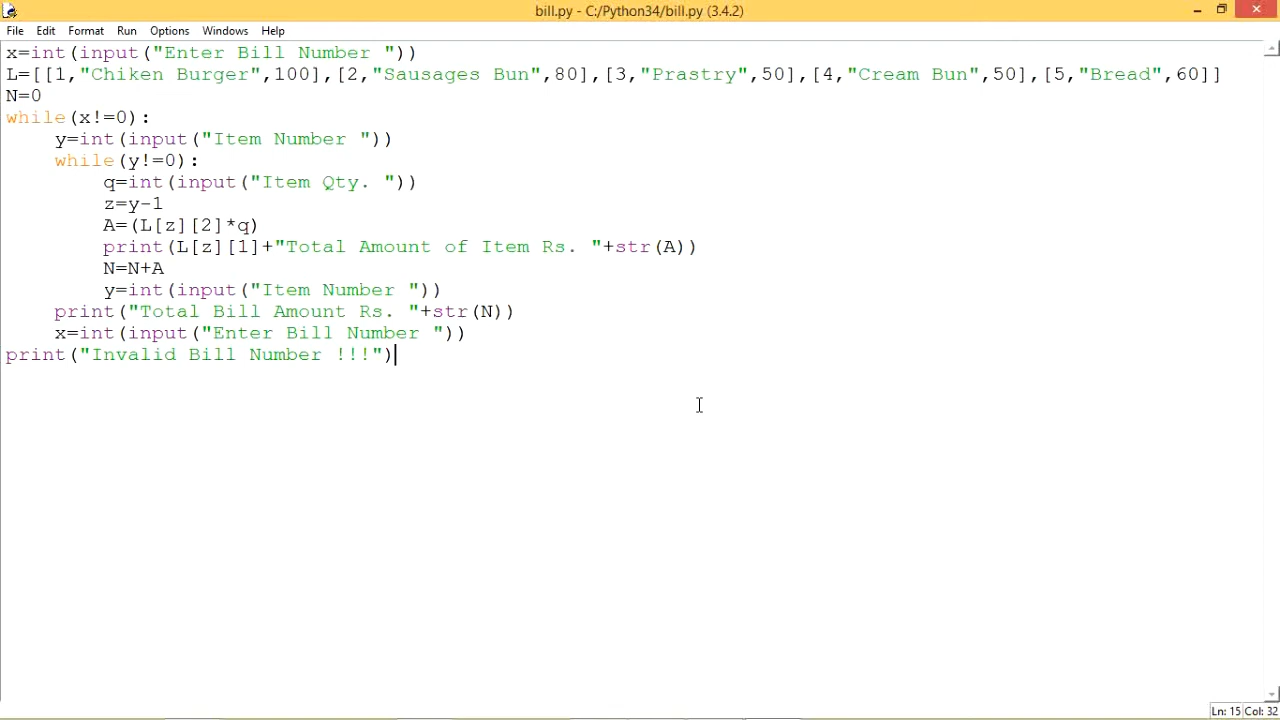 bill.py - C:/Python34/bill.py (3.4.2)
File Edit Format Run Options Windows Help
x=int(input("Enter Bill Number "))
L=[[1,"Chiken Burger",100],[2,"Sausages Bun",80],[3,"Prastry",50],[4,"Cream Bun",50],[5,"Bread",60]]
N=0
while(x!=0):
    y=int(input("Item Number "))
    while(y!=0):
        q=int(input("Item Qty. "))
        z=y-1
        A=(L[z][2]*q)
        print(L[z][1]+"Total Amount of Item Rs. "+str(A))
        N=N+A
        y=int(input("Item Number "))
    print("Total Bill Amount Rs. "+str(N))
    x=int(input("Enter Bill Number "))
print("Invalid Bill Number !!!")
Ln: 15 Col: 32